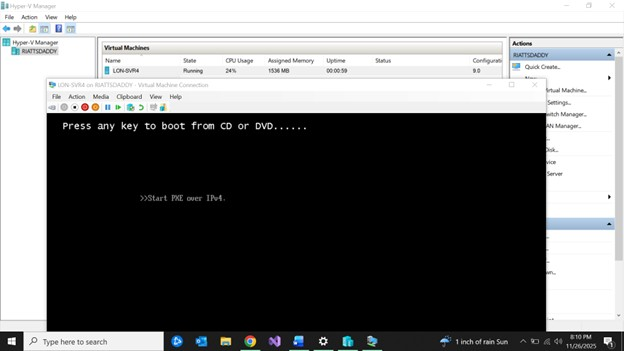 Hyper-V Manager
File Action View Help
Hyper-V Manager
RIATTSDADDY
Virtual Machines
Name State CPU Usage Assigned Memory Uptime Status Configurati
LON-SVR4 Running 24% 1536 MB 00:00:59 9.0
Actions
RIATTSDADDY
Quick Create...
New
Virtual Machine...
Settings...
witch Manager...
AN Manager...
Disk...
vice
Server
LON-SVR4 on RIATTSDADDY - Virtual Machine Connection
File Action Media Clipboard View Help
Press any key to boot from CD or DVD......
>>Start PXE over IPv4.
Type here to search
1 inch of rain Sun
8:10 PM
11/26/2025